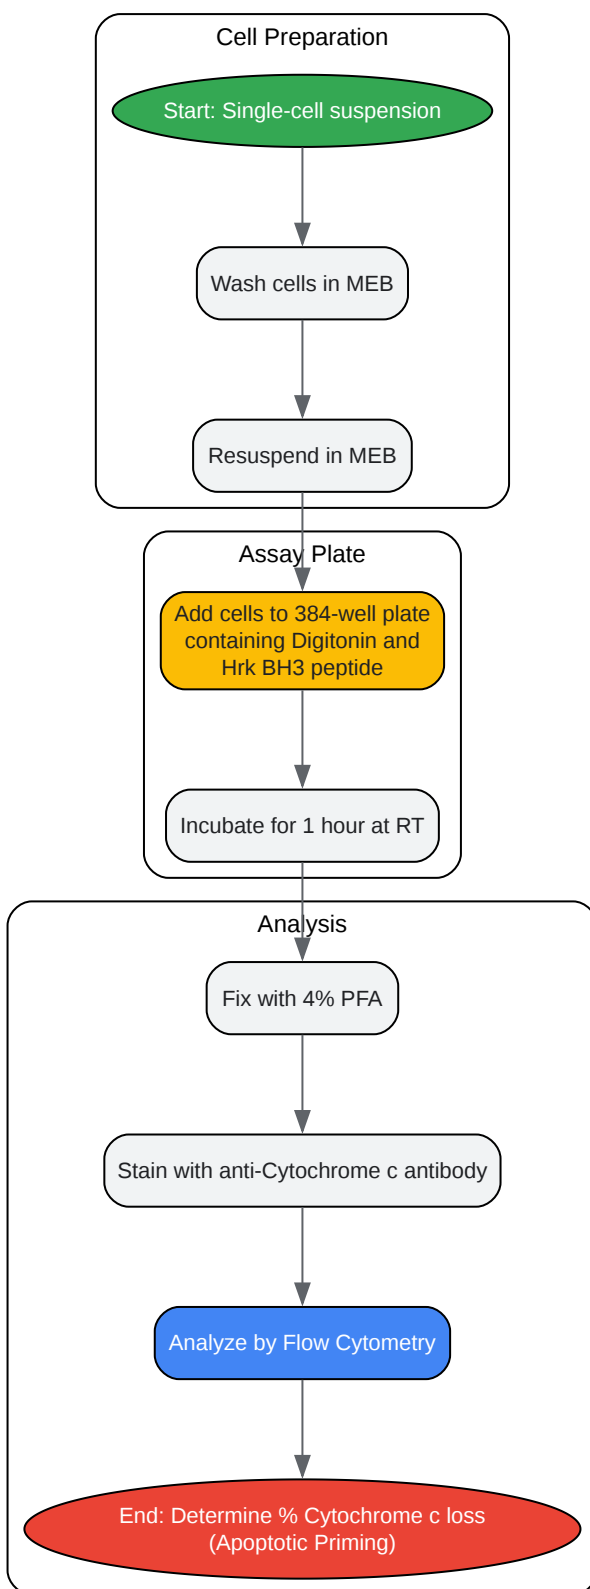 Cell Preparation
Start: Single-cell suspension
Wash cells in MEB
Resuspend in MEB
Assay Plate
Add cells to 384-well plate
containing Digitonin and
Hrk BH3 peptide
Incubate for 1 hour at RT
Analysis
Fix with 4% PFA
Stain with anti-Cytochrome c antibody
Analyze by Flow Cytometry
End: Determine % Cytochrome c loss
(Apoptotic Priming)